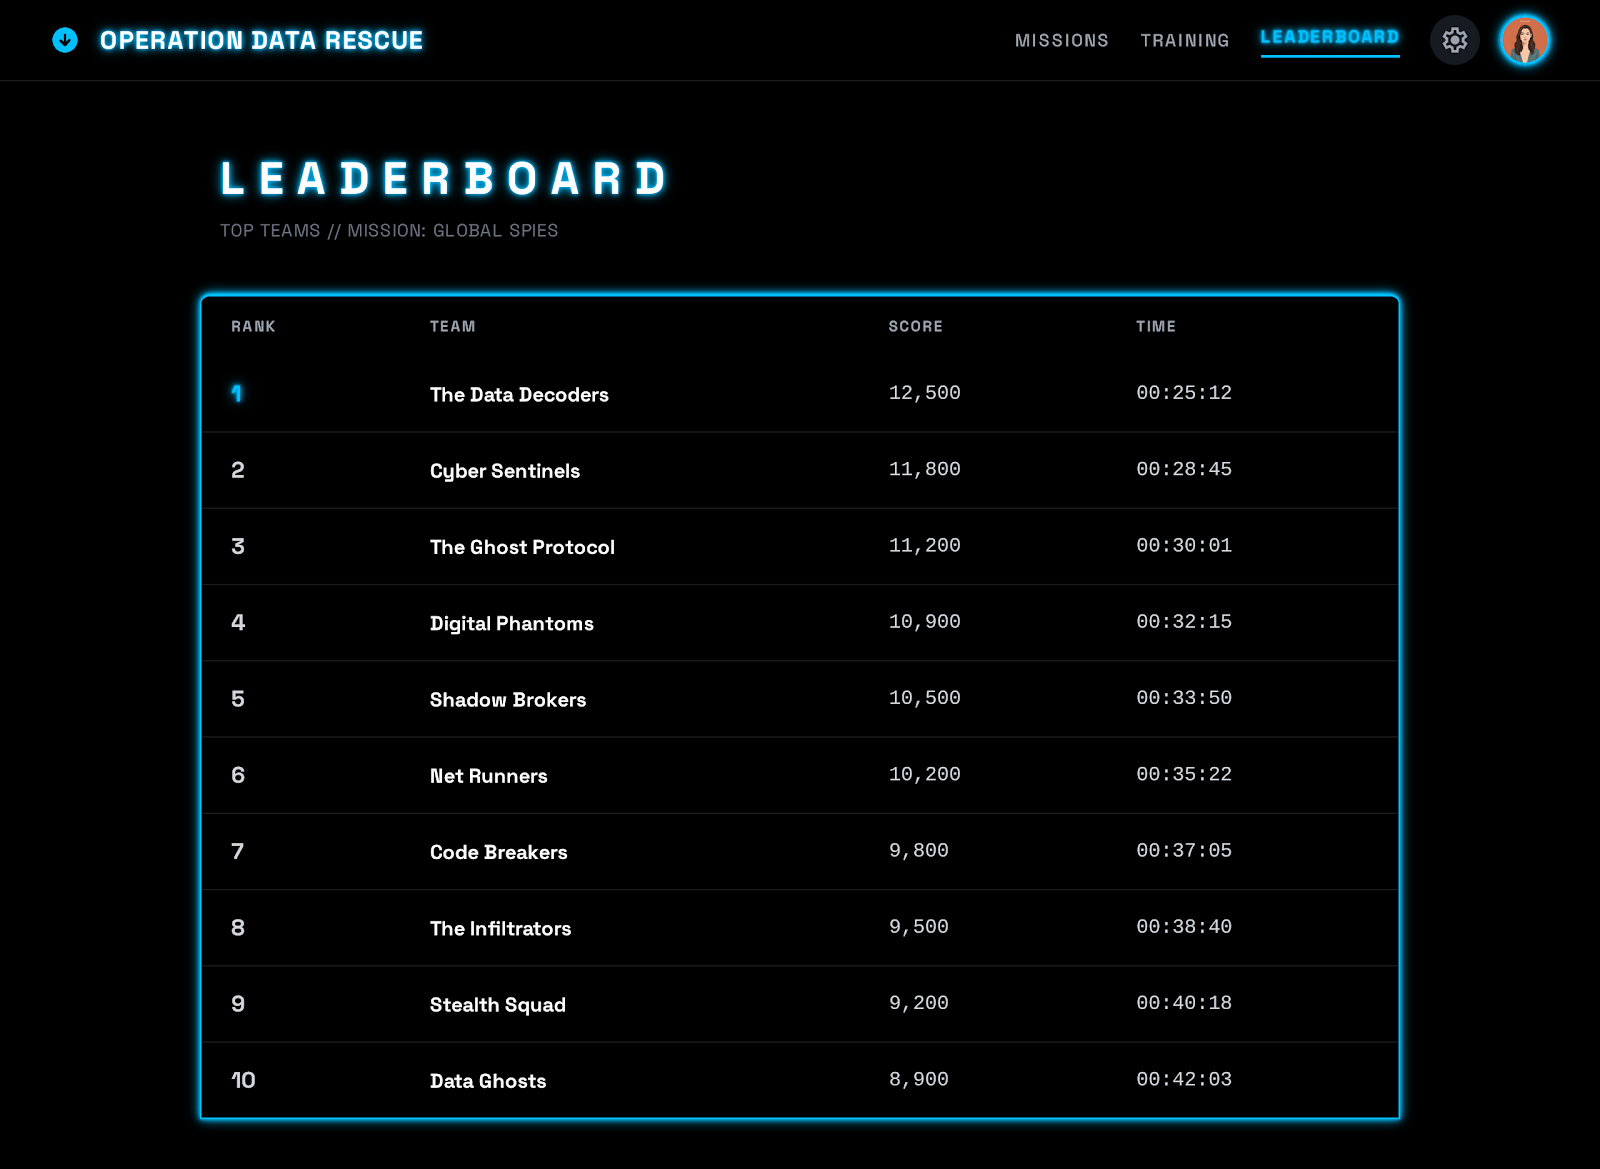 OPERATION DATA RESCUE
MISSIONS TRAINING LEADERBOARD
LEADERBOARD
TOP TEAMS // MISSION: GLOBAL SPIES
RANK TEAM SCORE TIME
1 The Data Decoders 12,500 00:25:12
2 Cyber Sentinels 11,800 00:28:45
3 The Ghost Protocol 11,200 00:30:01
4 Digital Phantoms 10,900 00:32:15
5 Shadow Brokers 10,500 00:33:50
6 Net Runners 10,200 00:35:22
7 Code Breakers 9,800 00:37:05
8 The Infiltrators 9,500 00:38:40
9 Stealth Squad 9,200 00:40:18
10 Data Ghosts 8,900 00:42:03